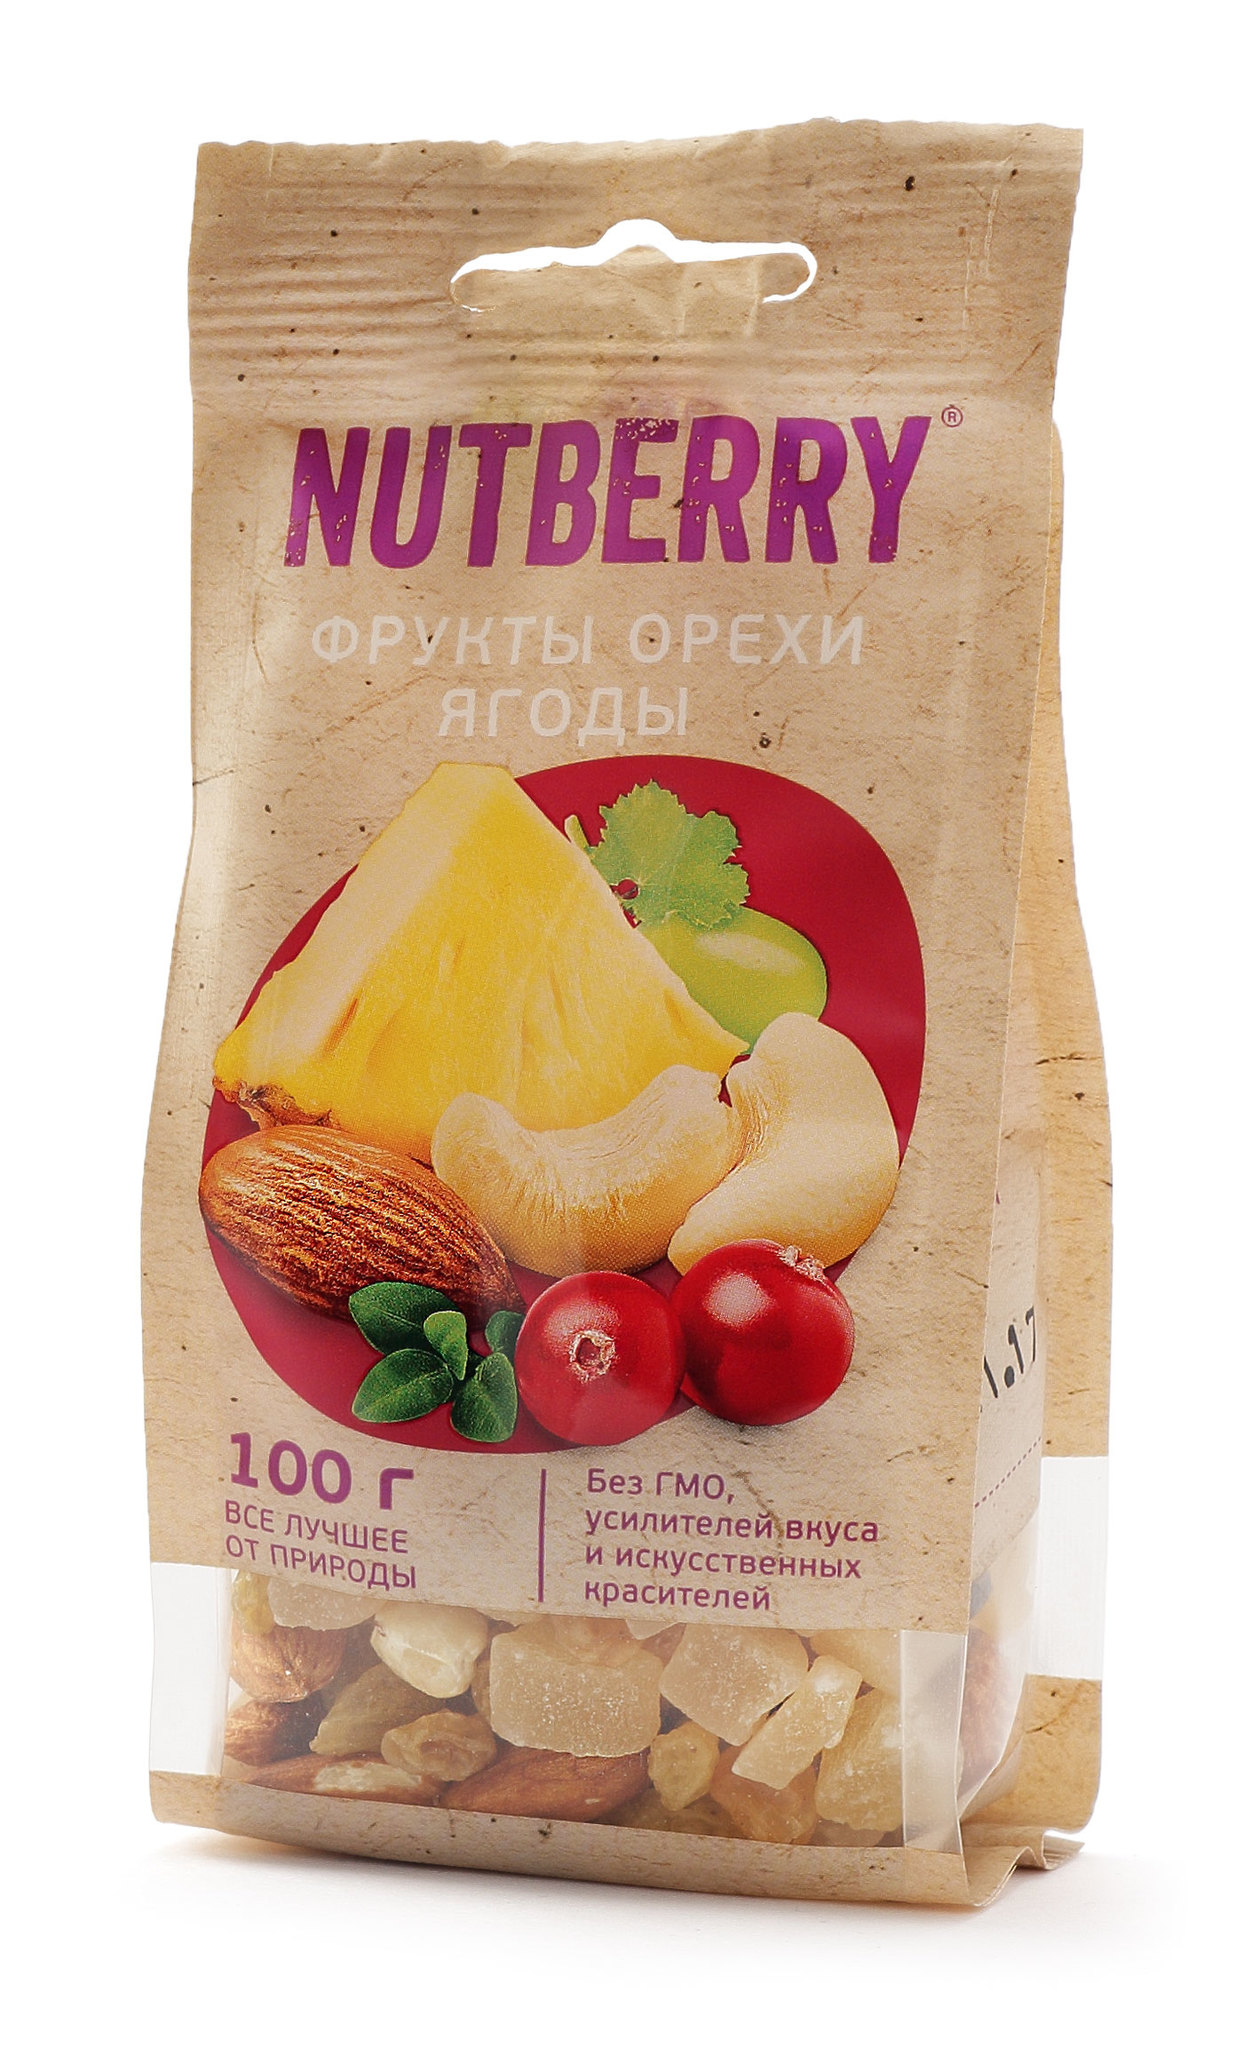 NUTBERRY®
ФРУКТЫ ОРЕХИ
ЯГОДЫ
100 г
ВСЕ ЛУЧШЕЕ
ОТ ПРИРОДЫ
Без ГМО,
усилителей вкуса
и искусственных
красителей